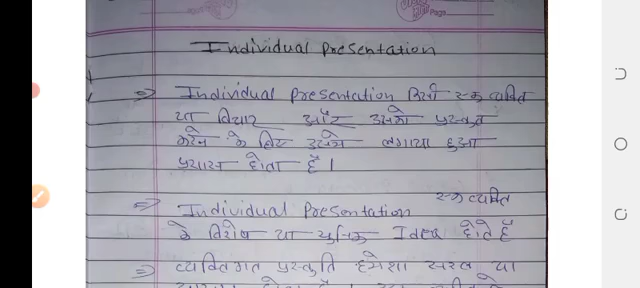 Individual Presentation
⇒ Individual Presentation किसी एक व्यक्ति
या विचार और उसको प्रस्तुत
करने के लिए उसमे लगाया हुआ
प्रयास होता है।
⇒ Individual Presentation एक व्यक्ति
के विशेष या युनिक Idea होते हैं
⇒ व्यक्तिगत प्रस्तुति हमेशा सरल या